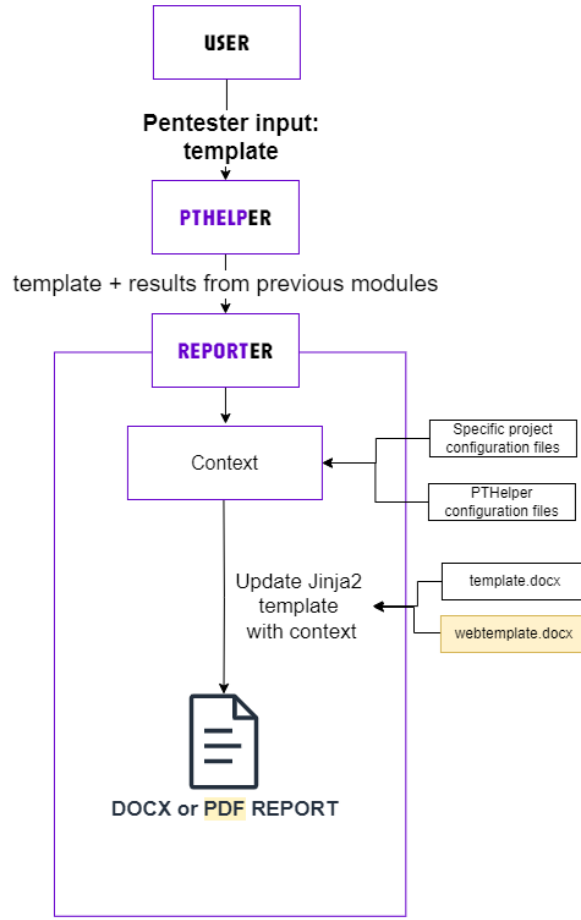 USER
Pentester input:
template
PTHELPER
template + results from previous modules
REPORTER
Context
Specific project
configuration files
PTHelper
configuration files
Update Jinja2
template
with context
template.docx
webtemplate.docx
DOCX or PDF REPORT